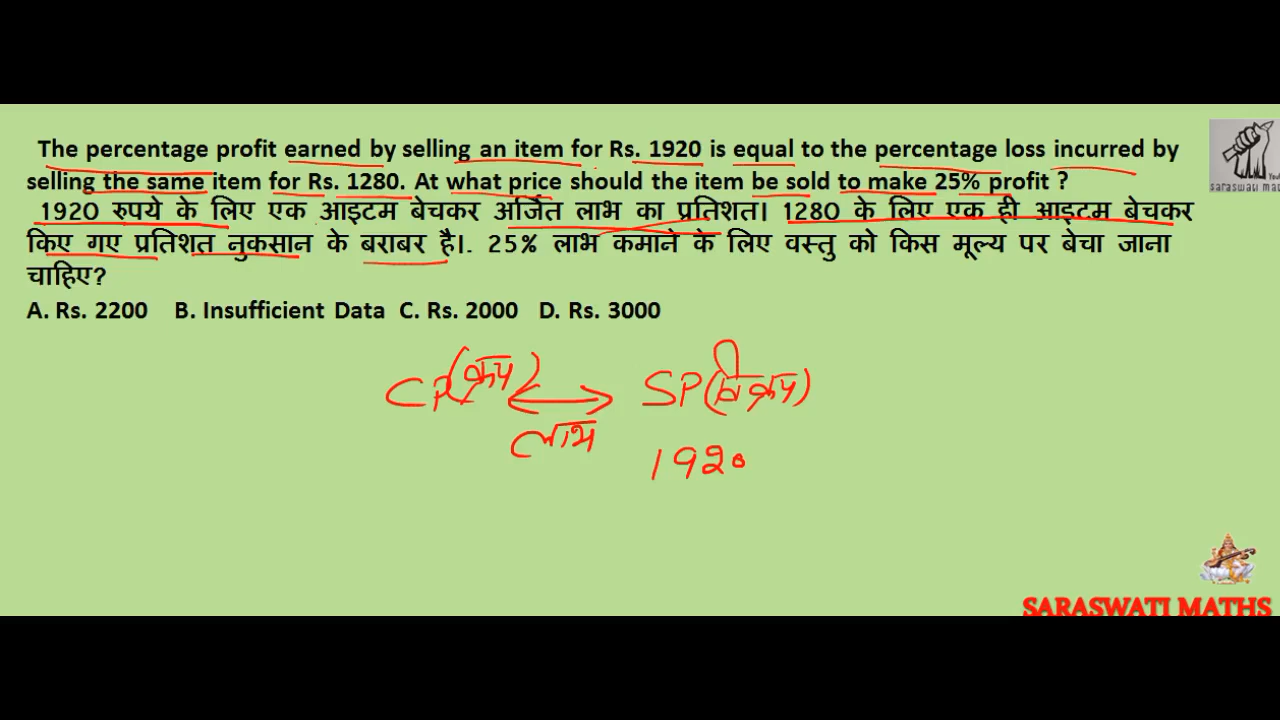 The percentage profit earned by selling an item for Rs. 1920 is equal to the percentage loss incurred by
selling the same item for Rs. 1280. At what price should the item be sold to make 25% profit ?
1920 रुपये के लिए एक आइटम बेचकर अर्जित लाभ का प्रतिशत। 1280 के लिए एक ही आइटम बेचकर
किए गए प्रतिशत नुकसान के बराबर है।. 25% लाभ कमाने के लिए वस्तु को किस मूल्य पर बेचा जाना
चाहिए?
A. Rs. 2200 B. Insufficient Data C. Rs. 2000 D. Rs. 3000
CP(क्रय) SP(विक्रय)
लाभ
1920
You
saraswati mat
SARASWATI MATHS